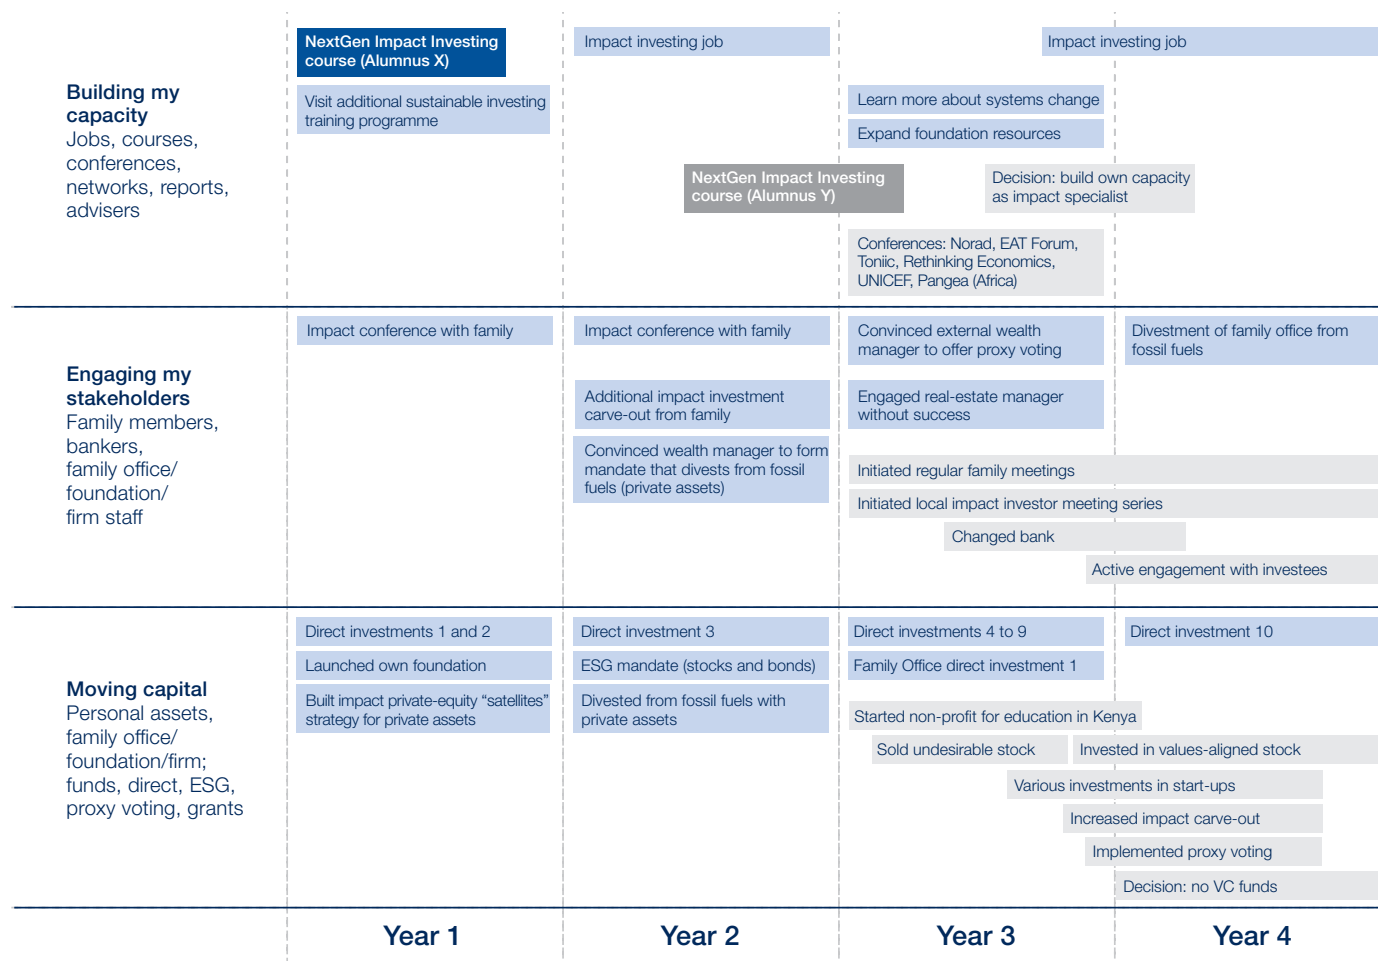 Building my
capacity
Jobs, courses,
conferences,
networks, reports,
advisers
NextGen Impact Investing
course (Alumnus X)
Impact investing job
Impact investing job
Visit additional sustainable investing
training programme
Learn more about systems change
Expand foundation resources
NextGen Impact Investing
course (Alumnus Y)
Decision: build own capacity
as impact specialist
Conferences: Norad, EAT Forum,
Toniic, Rethinking Economics,
UNICEF, Pangea (Africa)
Engaging my
stakeholders
Family members,
bankers,
family office/
foundation/
firm staff
Impact conference with family
Impact conference with family
Convinced external wealth
manager to offer proxy voting
Divestment of family office from
fossil fuels
Additional impact investment
carve-out from family
Engaged real-estate manager
without success
Convinced wealth manager to form
mandate that divests from fossil
fuels (private assets)
Initiated regular family meetings
Initiated local impact investor meeting series
Changed bank
Active engagement with investees
Moving capital
Personal assets,
family office/
foundation/firm;
funds, direct, ESG,
proxy voting, grants
Direct investments 1 and 2
Direct investment 3
Direct investments 4 to 9
Direct investment 10
Launched own foundation
ESG mandate (stocks and bonds)
Family Office direct investment 1
Built impact private-equity “satellites”
strategy for private assets
Divested from fossil fuels with
private assets
Started non-profit for education in Kenya
Sold undesirable stock
Invested in values-aligned stock
Various investments in start-ups
Increased impact carve-out
Implemented proxy voting
Decision: no VC funds
Year 1
Year 2
Year 3
Year 4